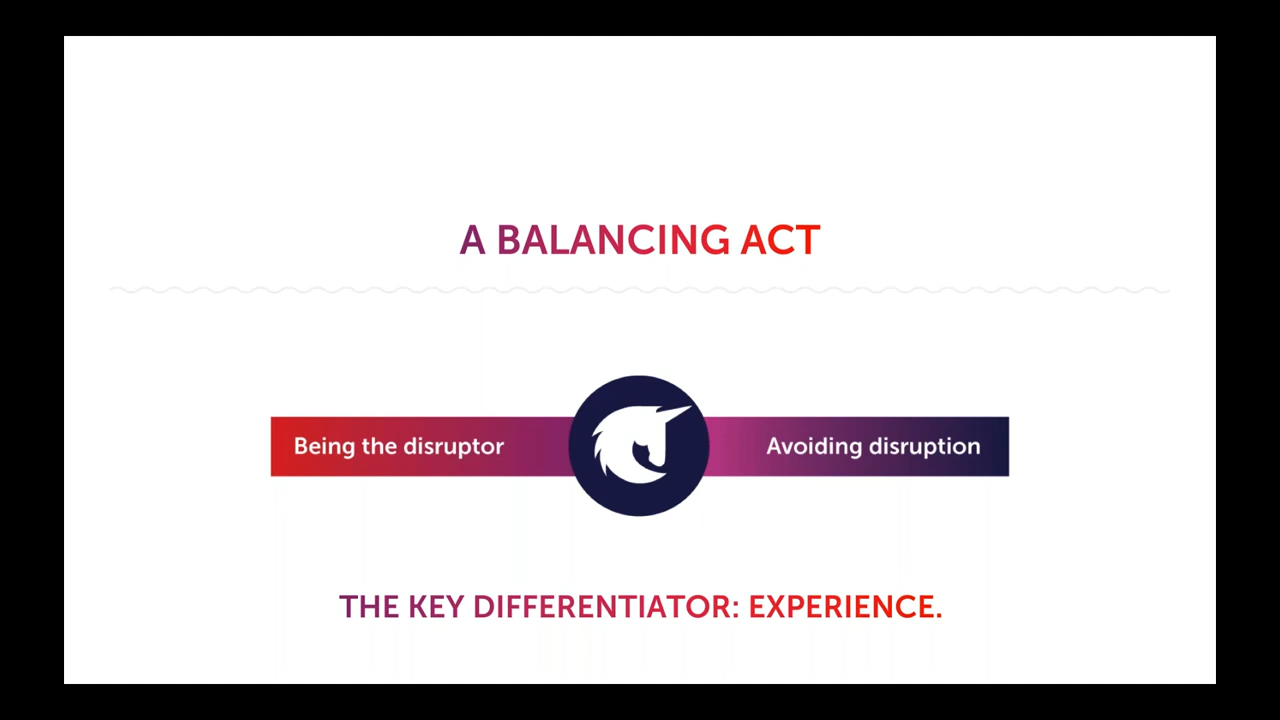 A BALANCING ACT
Being the disruptor
Avoiding disruption
THE KEY DIFFERENTIATOR: EXPERIENCE.